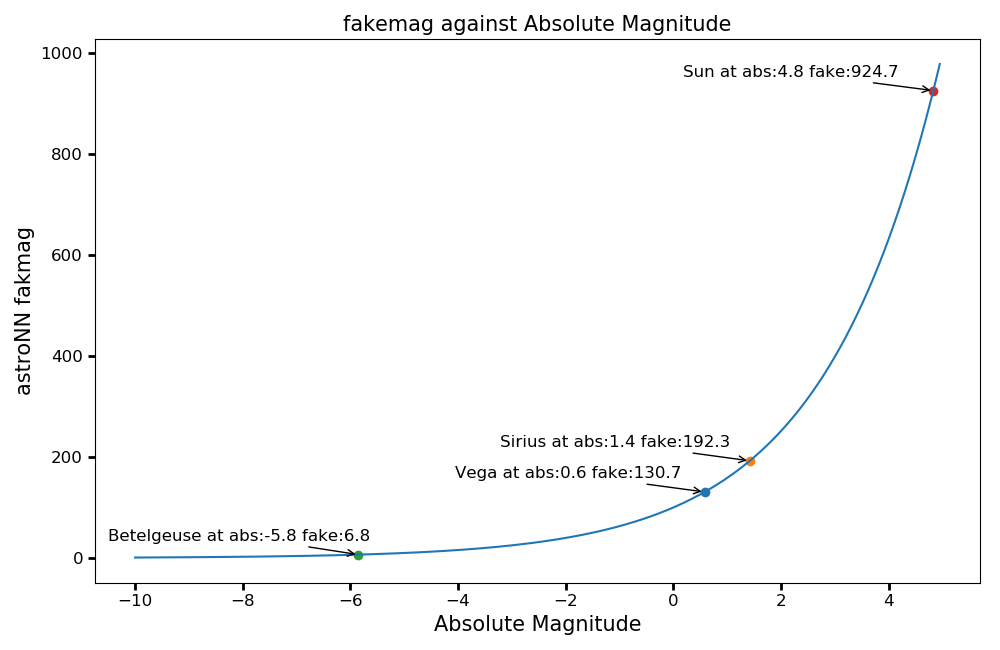 fakemag against Absolute Magnitude
1000
Sun at abs:4.8 fake:924.7
800
astroNN fakmag
600
400
Sirius at abs:1.4 fake:192.3
Vega at abs:0.6 fake:130.7
200
Betelgeuse at abs:-5.8 fake:6.8
0
−10 −8 −6 −4 −2 0 2 4
Absolute Magnitude